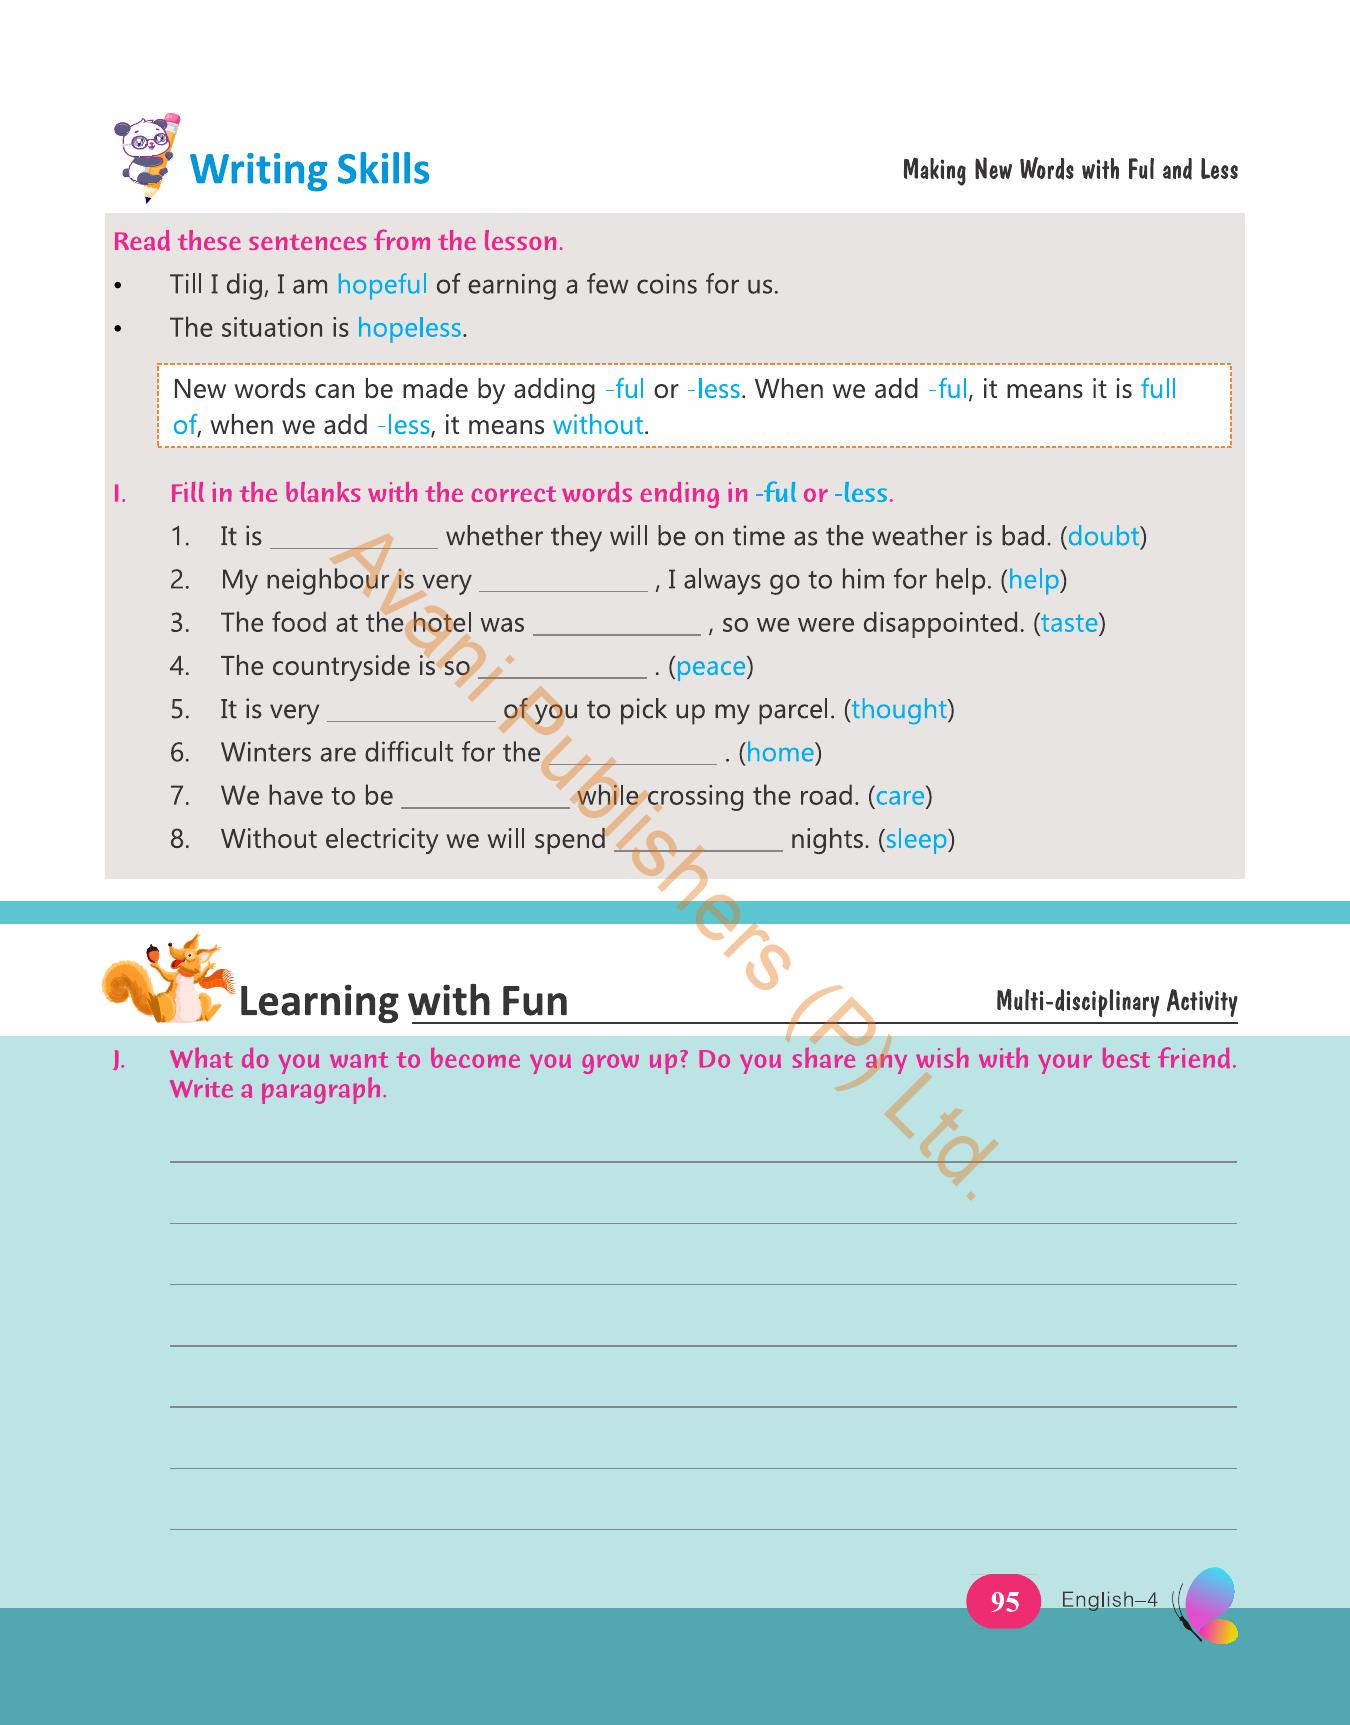 Writing Skills
Making New Words with Ful and Less
Read these sentences from the lesson.
• Till I dig, I am hopeful of earning a few coins for us.
• The situation is hopeless.
New words can be made by adding -ful or -less. When we add -ful, it means it is full
of, when we add -less, it means without.
I. Fill in the blanks with the correct words ending in -ful or -less.
1. It is ____________ whether they will be on time as the weather is bad. (doubt)
2. My neighbour is very ____________ , I always go to him for help. (help)
3. The food at the hotel was ____________ , so we were disappointed. (taste)
4. The countryside is so ____________ . (peace)
5. It is very ____________ of you to pick up my parcel. (thought)
6. Winters are difficult for the ____________ . (home)
7. We have to be ____________ while crossing the road. (care)
8. Without electricity we will spend ____________ nights. (sleep)
Avani Publishers (P) Ltd.
Learning with Fun
Multi-disciplinary Activity
J. What do you want to become you grow up? Do you share any wish with your best friend.
Write a paragraph.
95
English–4